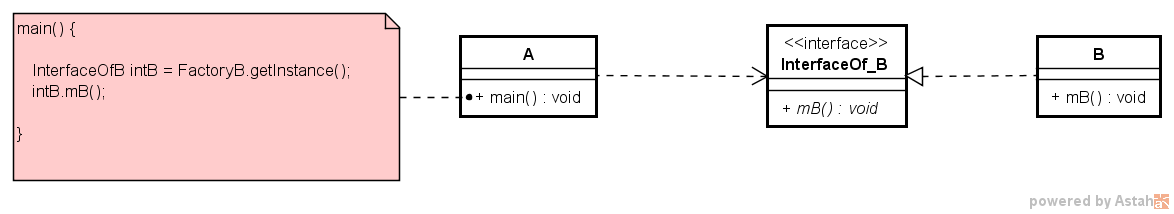 main() {
InterfaceOfB intB = FactoryB.getInstance();
intB.mB();
}
A
+ main() : void
<<interface>>
InterfaceOf_B
+ mB() : void
B
+ mB() : void
powered by Astah